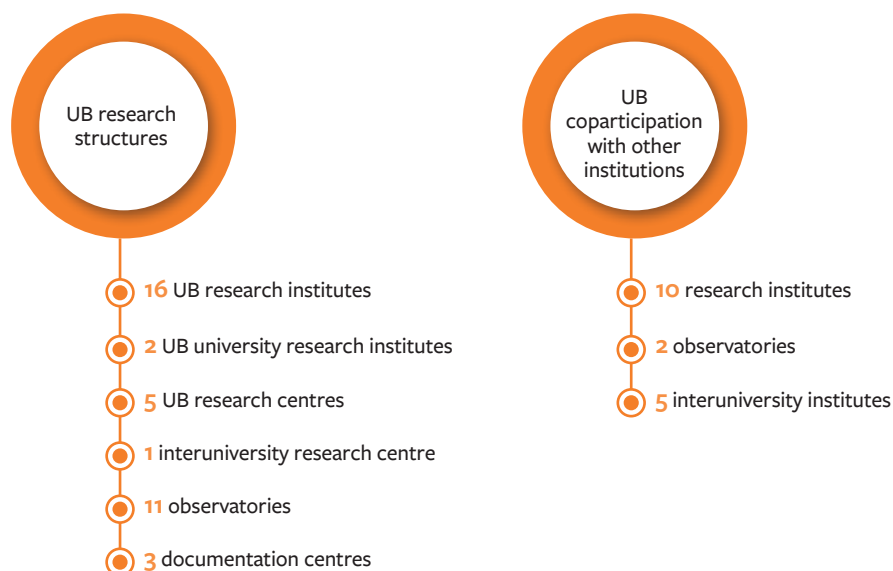 UB research
structures
16 UB research institutes
2 UB university research institutes
5 UB research centres
1 interuniversity research centre
11 observatories
3 documentation centres
UB
coparticipation
with other
institutions
10 research institutes
2 observatories
5 interuniversity institutes